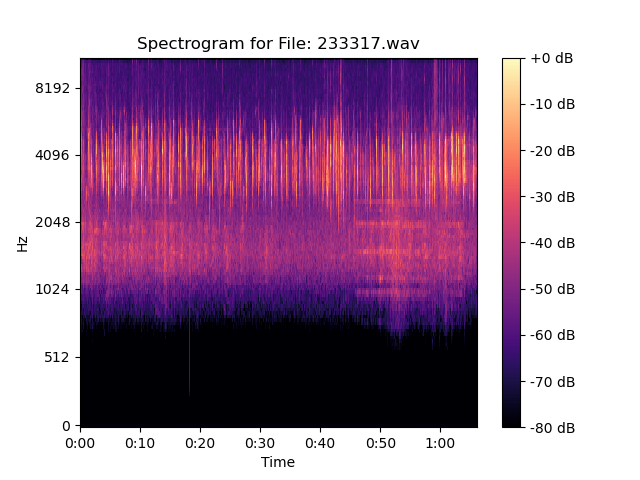 Spectrogram for File: 233317.wav
+0 dB
8192
-10 dB
4096
-20 dB
-30 dB
2048
Hz
-40 dB
-50 dB
1024
-60 dB
512
-70 dB
0
-80 dB
0:00 0:10 0:20 0:30 0:40 0:50 1:00
Time